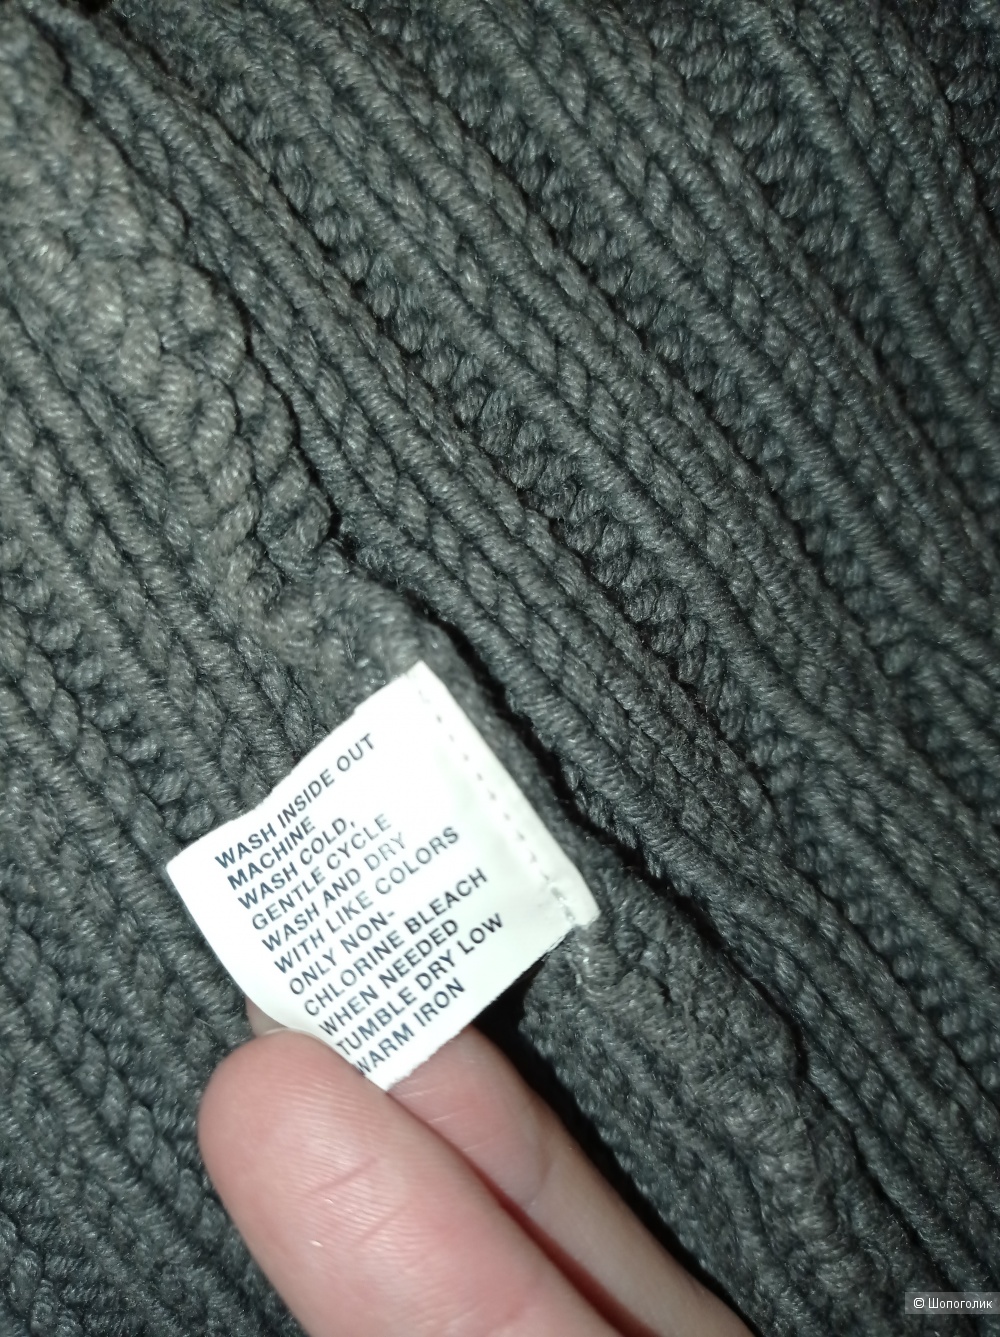 WASH INSIDE OUT
MACHINE
WASH COLD,
GENTLE CYCLE
WASH AND DRY
WITH LIKE COLORS
ONLY NON-
CHLORINE BLEACH
WHEN NEEDED
TUMBLE DRY LOW
WARM IRON
© Шопоголик